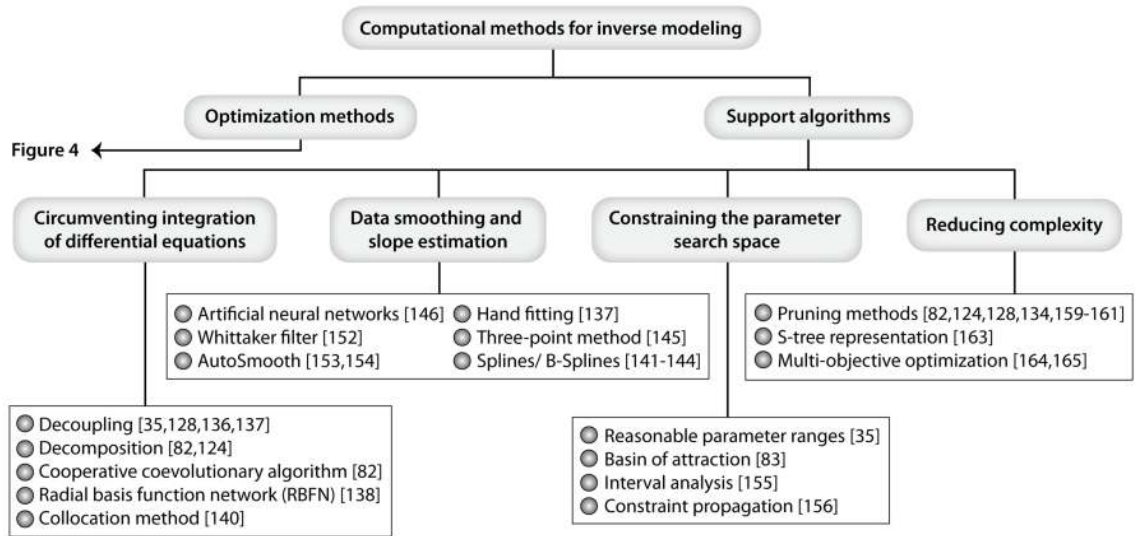 Computational methods for inverse modeling
Optimization methods
Support algorithms
Figure 4
Circumventing integration
of differential equations
Data smoothing and
slope estimation
Constraining the parameter
search space
Reducing complexity
Artificial neural networks [146]
Whittaker filter [152]
AutoSmooth [153,154]
Hand fitting [137]
Three-point method [145]
Splines/ B-Splines [141-144]
Pruning methods [82,124,128,134,159-161]
S-tree representation [163]
Multi-objective optimization [164,165]
Decoupling [35,128,136,137]
Decomposition [82,124]
Cooperative coevolutionary algorithm [82]
Radial basis function network (RBFN) [138]
Collocation method [140]
Reasonable parameter ranges [35]
Basin of attraction [83]
Interval analysis [155]
Constraint propagation [156]